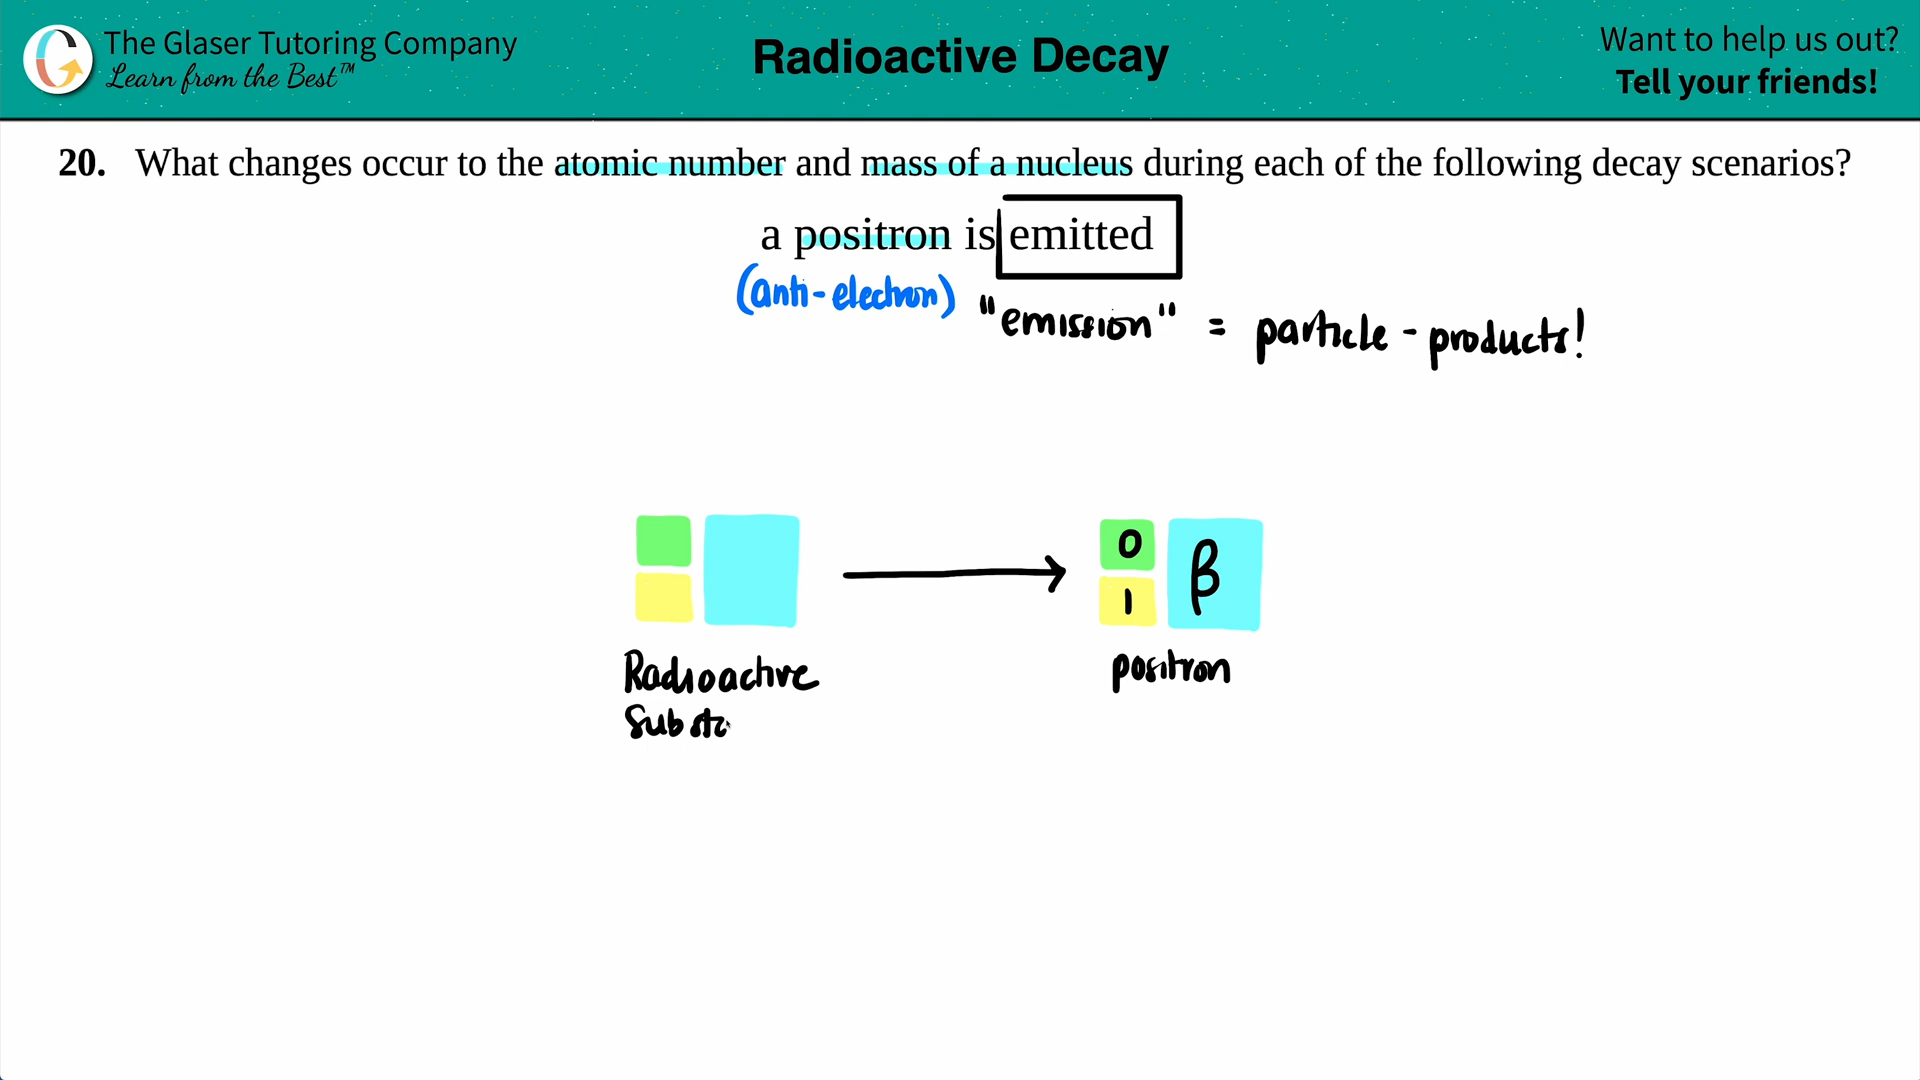 The Glaser Tutoring Company
Learn from the Best™
Radioactive Decay
Want to help us out?
Tell your friends!
20. What changes occur to the atomic number and mass of a nucleus during each of the following decay scenarios?
a positron is emitted
(anti-electron)
"emission" = particle - products!
0
1
β
Radioactive
Substa
positron